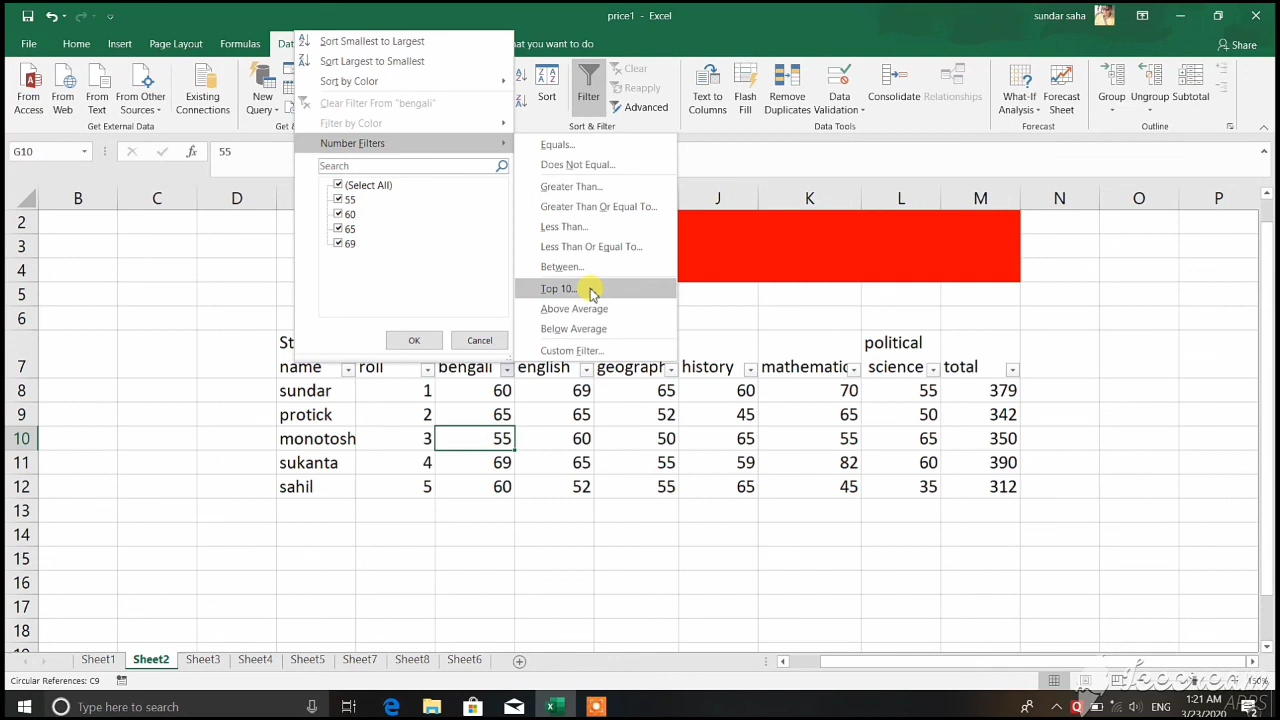 price1 - Excel
sundar saha
File Home Insert Page Layout Formulas Dat what you want to do Share
From Access
From Web
From Text
From Other Sources
Existing Connections
Get External Data
New Query
Get &
Sort
Filter
Clear
Reapply
Advanced
Sort & Filter
Text to Columns
Flash Fill
Remove Duplicates
Data Validation
Consolidate
Relationships
Data Tools
What-If Analysis
Forecast Sheet
Forecast
Group
Ungroup
Subtotal
Outline
Sort Smallest to Largest
Sort Largest to Smallest
Sort by Color
Clear Filter From "bengali"
Filter by Color
Number Filters
Search
(Select All)
55
60
65
69
OK Cancel
Equals...
Does Not Equal...
Greater Than...
Greater Than Or Equal To...
Less Than...
Less Than Or Equal To...
Between...
Top 10...
Above Average
Below Average
Custom Filter...
G10 fx 55
B C D J K L M N O P
2
3
4
5
6
St political
7 name roll bengali english geograph history mathematic science total
8 sundar 1 60 69 65 60 70 55 379
9 protick 2 65 65 52 45 65 50 342
10 monotosh 3 55 60 50 65 55 65 350
11 sukanta 4 69 65 55 59 82 60 390
12 sahil 5 60 52 55 65 45 35 312
13
14
15
16
17
18
Sheet1 Sheet2 Sheet3 Sheet4 Sheet5 Sheet7 Sheet8 Sheet6
Circular References: C9
Type here to search
ENG
1:21 AM
3/23/2020